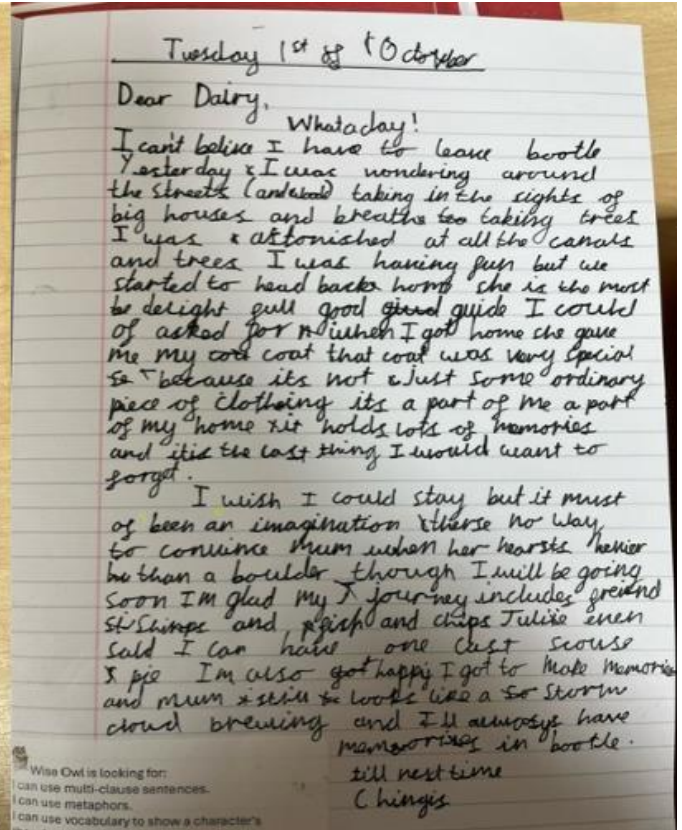 Tuesday 1st of October
Dear Dairy,
What a day!
I can't belive I have to leave bootle
Yesterday I was wondering around
the streets taking in the sights of
big houses and breathe taking trees
I was astonished at all the canals
and trees I was having fun but we
started to head back home she is the most
delight full good guide I could
of asked for when I got home she gave
me my coat that coat was very special
because its not just some ordinary
piece of clotheing its a part of me a part
of my home it holds lots of memories
and itis the last thing I would want to
forget.
I wish I could stay but it must
of been an imagination therse no way
to convince mum when her hearsts hevier
than a boulder though I will be going
soon Im glad my journey includes freiend
and fish and chips Julie even
said I can have one last scouse
pie Im also happy I got to make memories
and mum still looks like a storm
cloud brewing and I'll always have
memories in bootle.
till nest time
Chingis
Wise Owl is looking for:
I can use multi-clause sentences.
I can use metaphors.
I can use vocabulary to show a character's